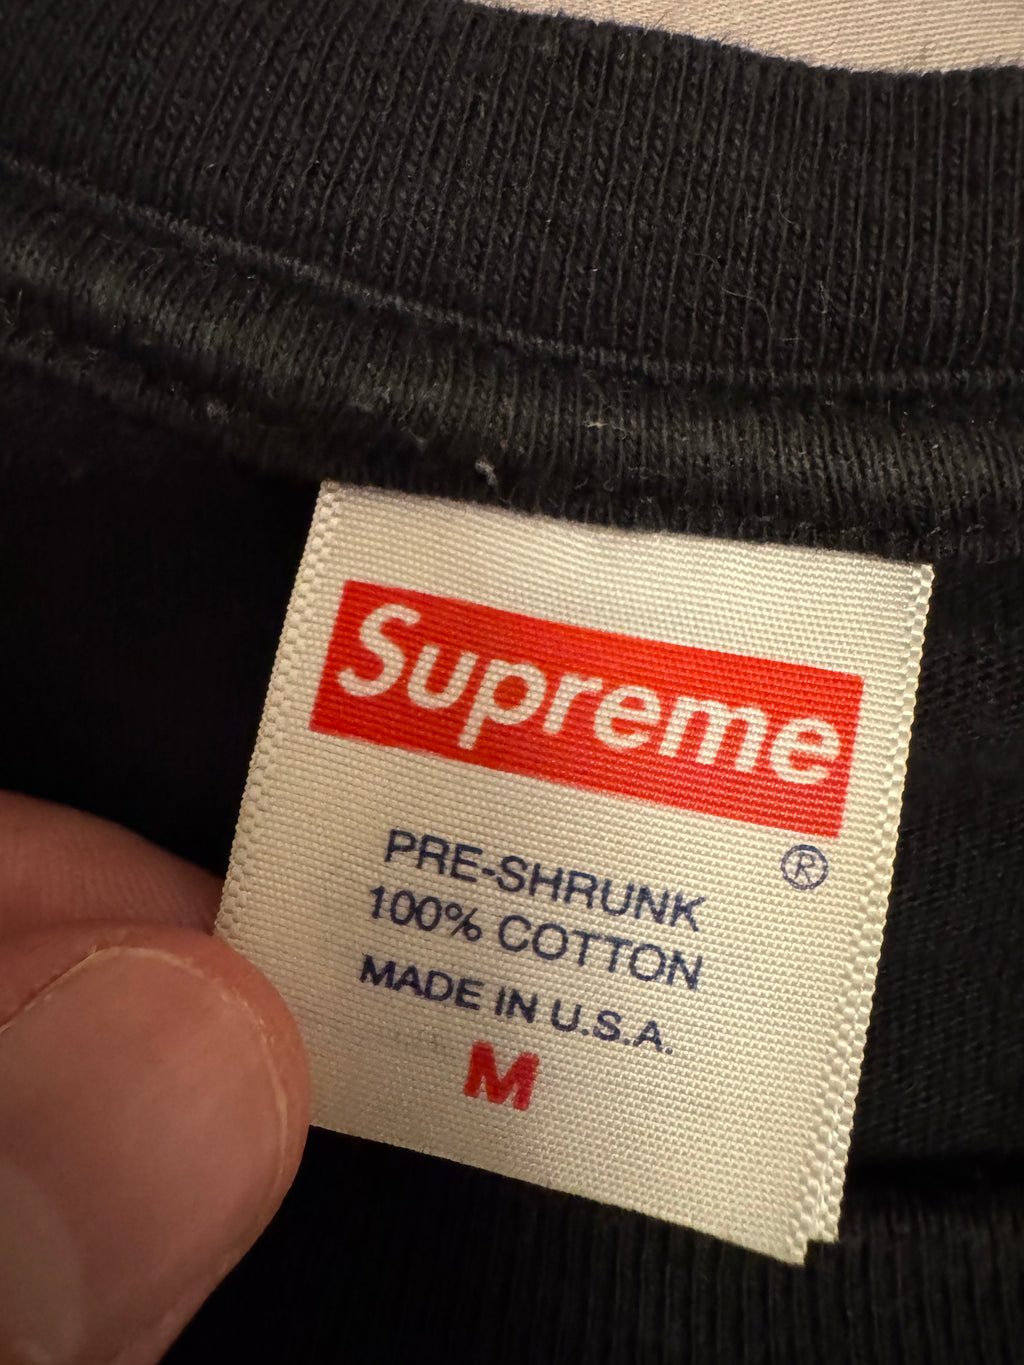 Supreme
®
PRE-SHRUNK
100% COTTON
MADE IN U.S.A.
M